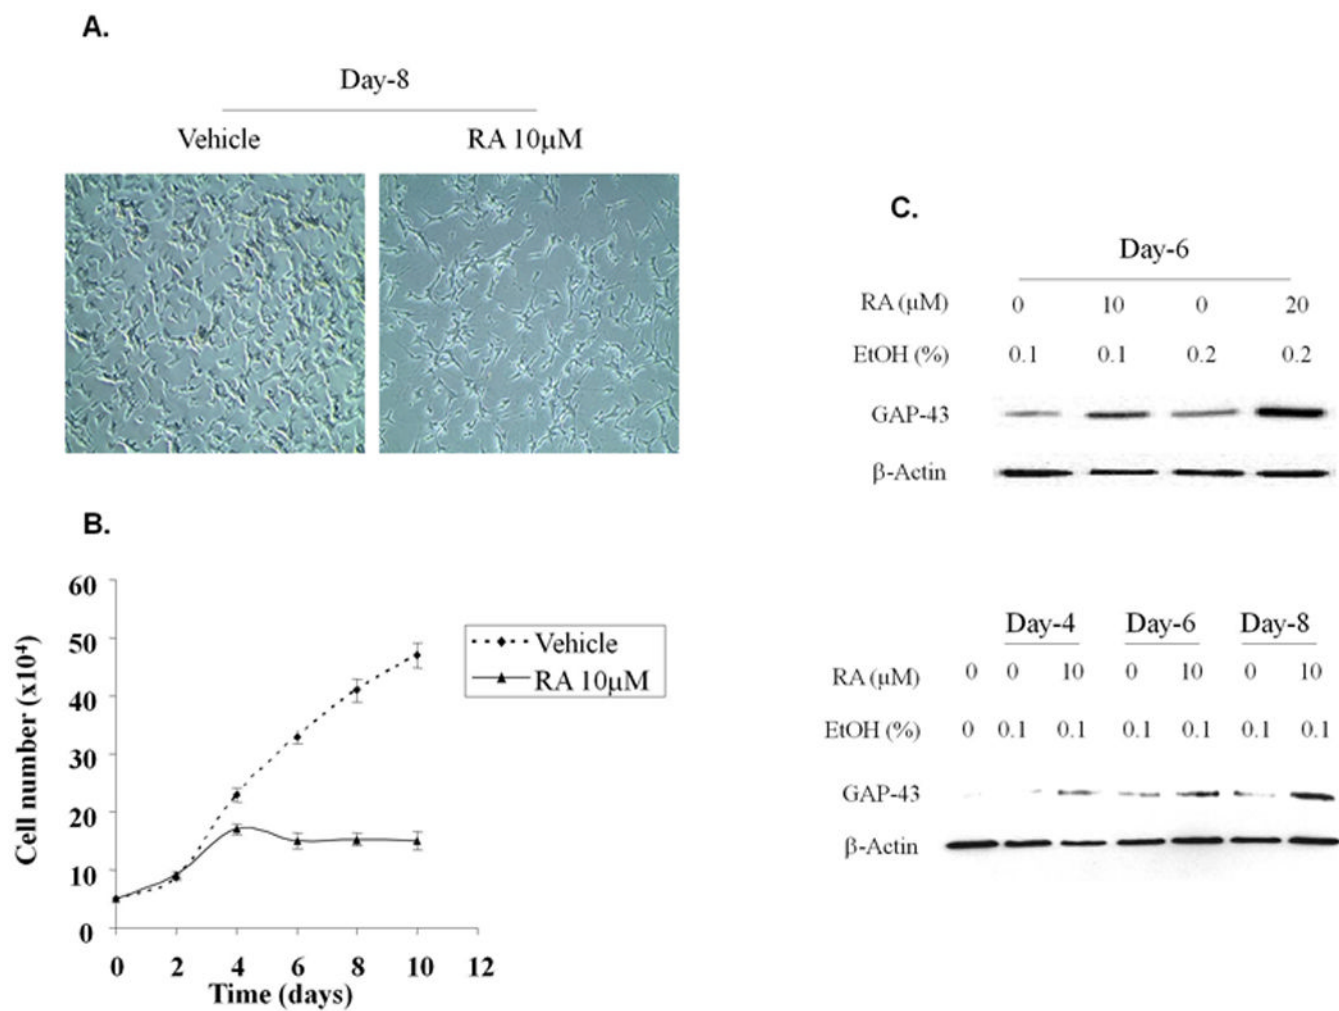 A.
Day-8
Vehicle RA 10μM
B.
60
50
40
30
20
10
0
Cell number (x10⁴)
0 2 4 6 8 10 12
Time (days)
Vehicle
RA 10μM
C.
Day-6
RA (μM) 0 10 0 20
EtOH (%) 0.1 0.1 0.2 0.2
GAP-43
β-Actin
Day-4 Day-6 Day-8
RA (μM) 0 0 10 0 10 0 10
EtOH (%) 0 0.1 0.1 0.1 0.1 0.1 0.1
GAP-43
β-Actin